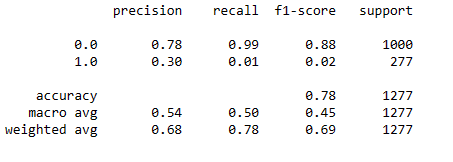 precision recall f1-score support
0.0 0.78 0.99 0.88 1000
1.0 0.30 0.01 0.02 277
accuracy 0.78 1277
macro avg 0.54 0.50 0.45 1277
weighted avg 0.68 0.78 0.69 1277